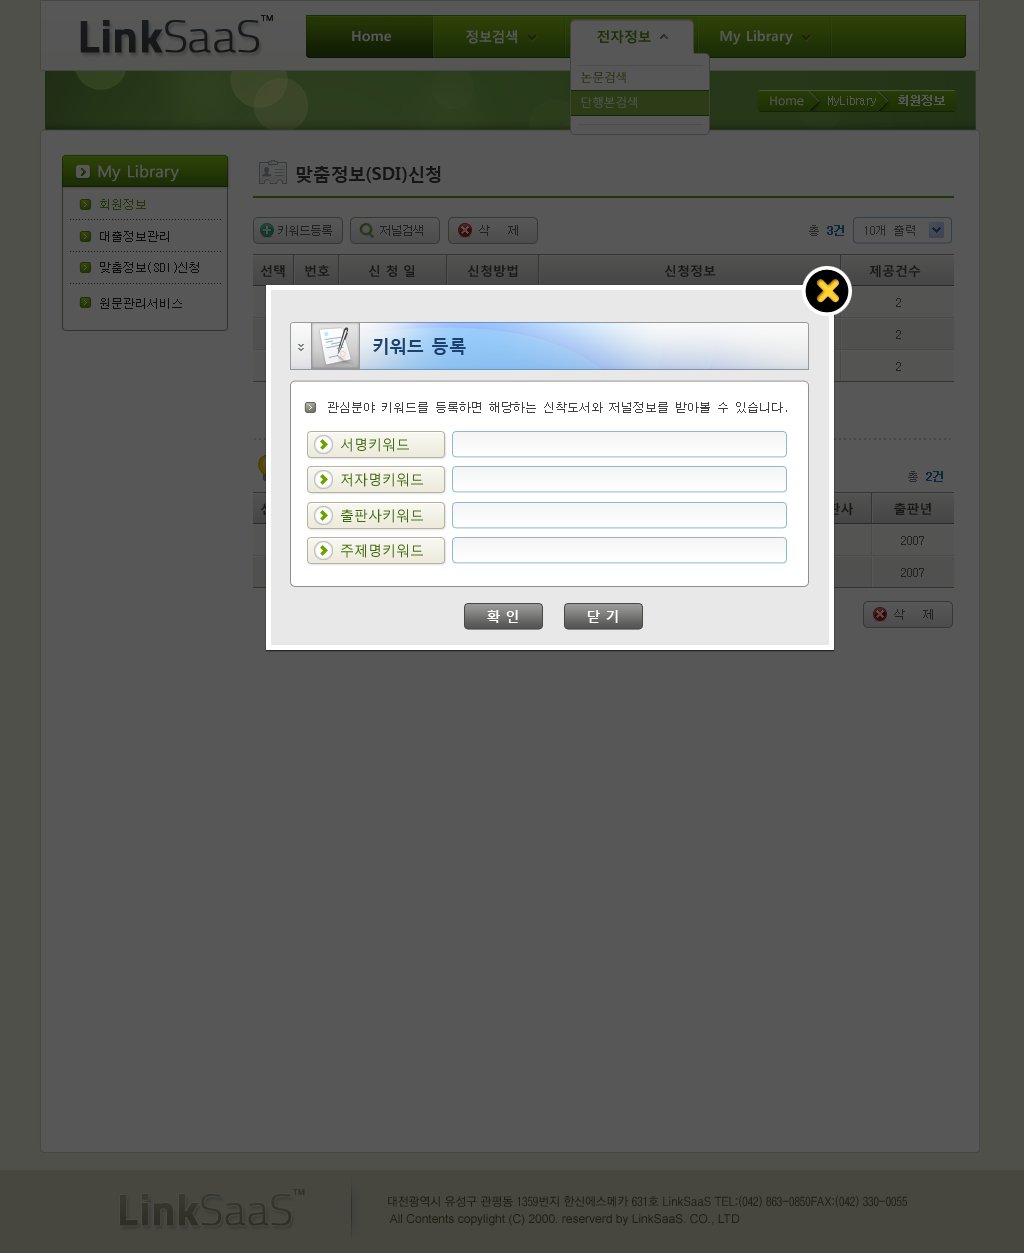 LinkSaaS™
Home 정보검색 전자정보 My Library
논문검색
단행본검색
Home MyLibrary 회원정보
My Library
회원정보
대출정보관리
맞춤정보(SDI)신청
원문관리서비스
맞춤정보(SDI)신청
키워드등록 저널검색 삭 제 총 3건 10개 출력
선택 번호 신 청 일 신청방법 신청정보 제공건수
2
2
2
키워드 등록
관심분야 키워드를 등록하면 해당하는 신착도서와 저널정보를 받아볼 수 있습니다.
서명키워드
저자명키워드
출판사키워드
주제명키워드
확 인 닫 기
총 2건
출판년
2007
2007
삭 제
LinkSaaS™
대전광역시 유성구 관평동 1359번지 한신에스메카 631호 LinkSaaS TEL:(042) 863-0850FAX:(042) 330-0055
All Contents copylight (C) 2000. reserverd by LinkSaaS. CO., LTD